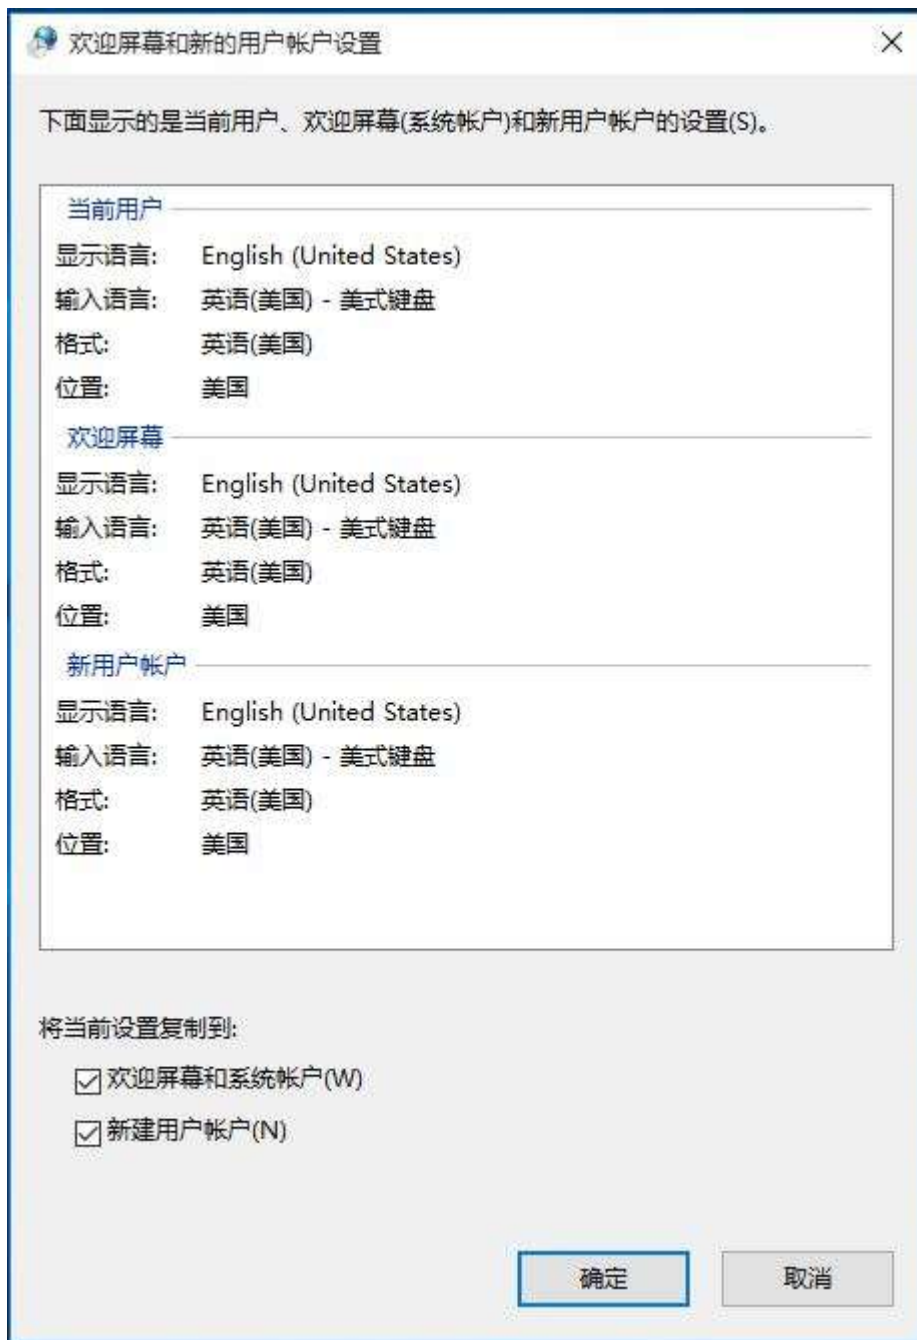 欢迎屏幕和新的用户帐户设置
下面显示的是当前用户、欢迎屏幕(系统帐户)和新用户帐户的设置(S)。
当前用户
显示语言: English (United States)
输入语言: 英语(美国) - 美式键盘
格式: 英语(美国)
位置: 美国
欢迎屏幕
显示语言: English (United States)
输入语言: 英语(美国) - 美式键盘
格式: 英语(美国)
位置: 美国
新用户帐户
显示语言: English (United States)
输入语言: 英语(美国) - 美式键盘
格式: 英语(美国)
位置: 美国
将当前设置复制到:
欢迎屏幕和系统帐户(W)
新建用户帐户(N)
确定 取消